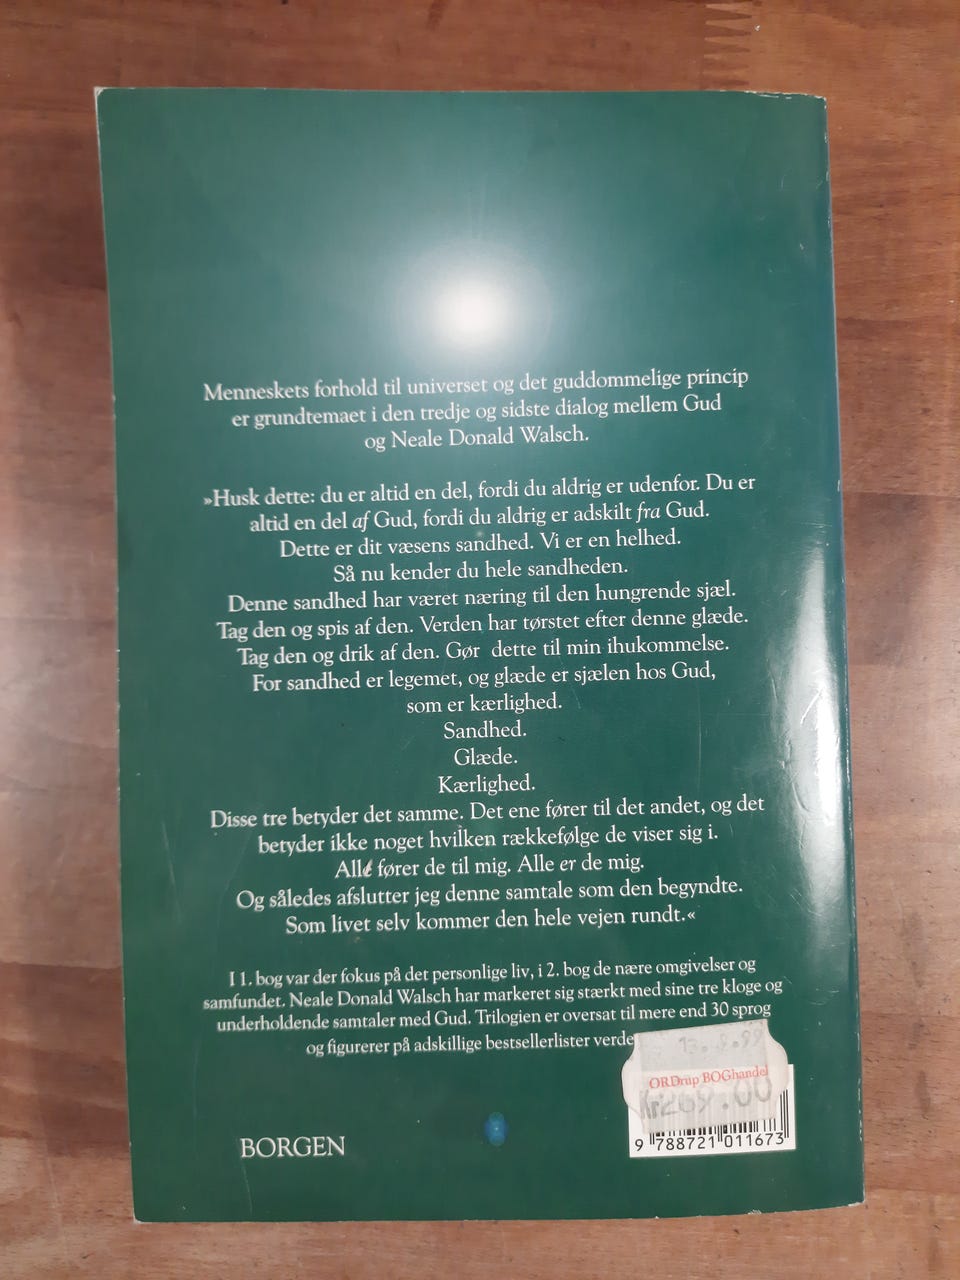 Menneskets forhold til universet og det guddommelige princip
er grundtemaet i den tredje og sidste dialog mellem Gud
og Neale Donald Walsch.
»Husk dette: du er altid en del, fordi du aldrig er udenfor. Du er
altid en del af Gud, fordi du aldrig er adskilt fra Gud.
Dette er dit væsens sandhed. Vi er en helhed.
Så nu kender du hele sandheden.
Denne sandhed har været næring til den hungrende sjæl.
Tag den og spis af den. Verden har tørstet efter denne glæde.
Tag den og drik af den. Gør dette til min ihukommelse.
For sandhed er legemet, og glæde er sjælen hos Gud,
som er kærlighed.
Sandhed.
Glæde.
Kærlighed.
Disse tre betyder det samme. Det ene fører til det andet, og det
betyder ikke noget hvilken rækkefølge de viser sig i.
Alle fører de til mig. Alle er de mig.
Og således afslutter jeg denne samtale som den begyndte.
Som livet selv kommer den hele vejen rundt.«
I 1. bog var der fokus på det personlige liv, i 2. bog de nære omgivelser og
samfundet. Neale Donald Walsch har markeret sig stærkt med sine tre kloge og
underholdende samtaler med Gud. Trilogien er oversat til mere end 30 sprog
og figurerer på adskillige bestsellerlister verde
ORDrup BOGhandel
BORGEN
9 788721 011673